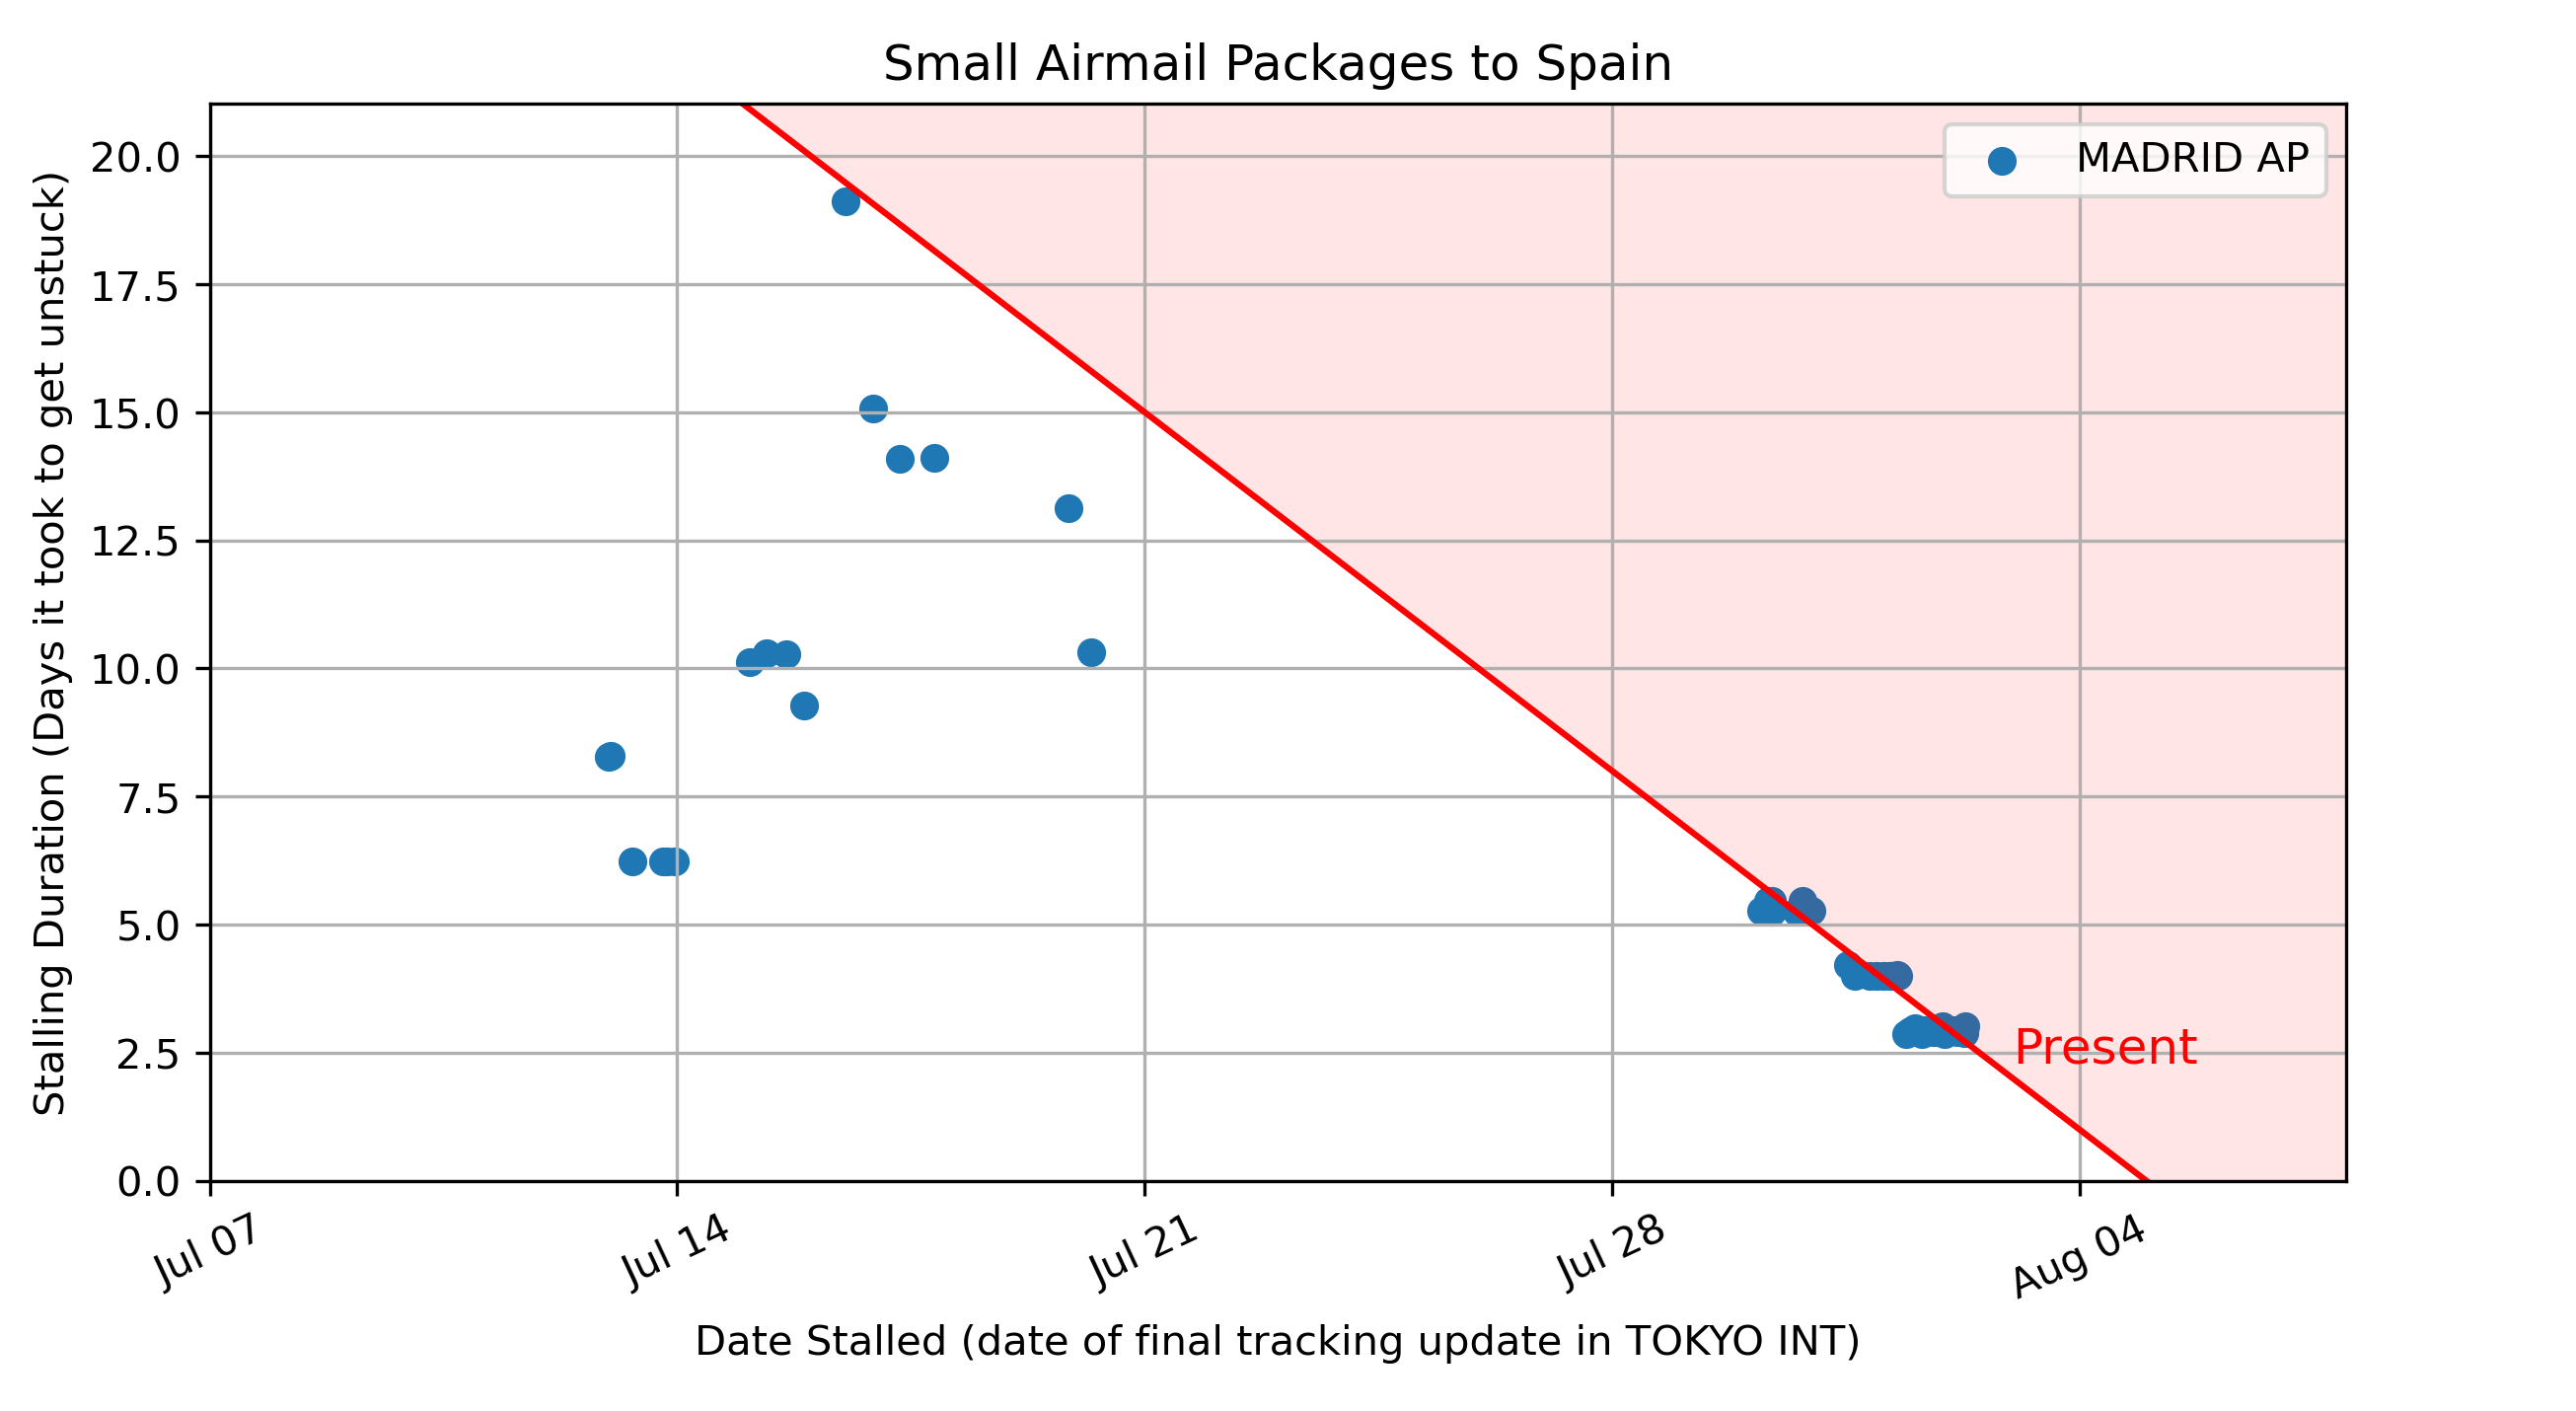 Small Airmail Packages to Spain
MADRID AP
Stalling Duration (Days it took to get unstuck)
20.0
17.5
15.0
12.5
10.0
7.5
5.0
2.5
0.0
Present
Jul 07
Jul 14
Jul 21
Jul 28
Aug 04
Date Stalled (date of final tracking update in TOKYO INT)